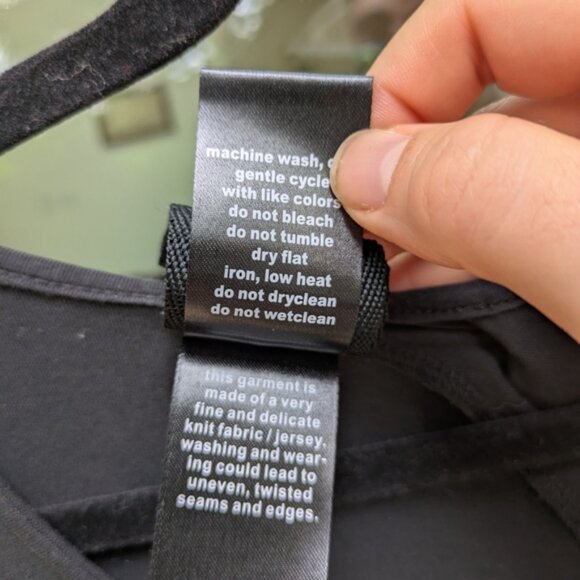 machine wash,
gentle cycle
with like colors
do not bleach
do not tumble
dry flat
iron, low heat
do not dryclean
do not wetclean
this garment is
made of a very
fine and delicate
knit fabric / jersey.
washing and wear-
ing could lead to
uneven, twisted
seams and edges.